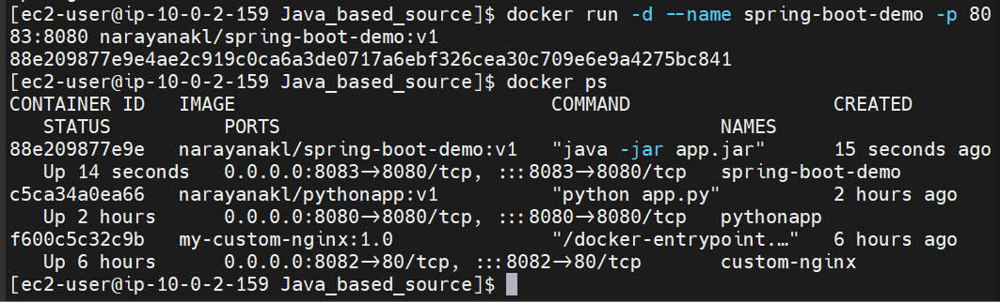 [ec2-user@ip-10-0-2-159 Java_based_source]$ docker run -d --name spring-boot-demo -p 80
83:8080 narayanakl/spring-boot-demo:v1
88e209877e9e4ae2c919c0ca6a3de0717a6ebf326cea30c709e6e9a4275bc841
[ec2-user@ip-10-0-2-159 Java_based_source]$ docker ps
CONTAINER ID   IMAGE                            COMMAND                  CREATED
   STATUS          PORTS                                       NAMES
88e209877e9e   narayanakl/spring-boot-demo:v1   "java -jar app.jar"      15 seconds ago
   Up 14 seconds   0.0.0.0:8083->8080/tcp, :::8083->8080/tcp   spring-boot-demo
c5ca34a0ea66   narayanakl/pythonapp:v1          "python app.py"          2 hours ago
   Up 2 hours      0.0.0.0:8080->8080/tcp, :::8080->8080/tcp   pythonapp
f600c5c32c9b   my-custom-nginx:1.0              "/docker-entrypoint.…"   6 hours ago
   Up 6 hours      0.0.0.0:8082->80/tcp, :::8082->80/tcp       custom-nginx
[ec2-user@ip-10-0-2-159 Java_based_source]$